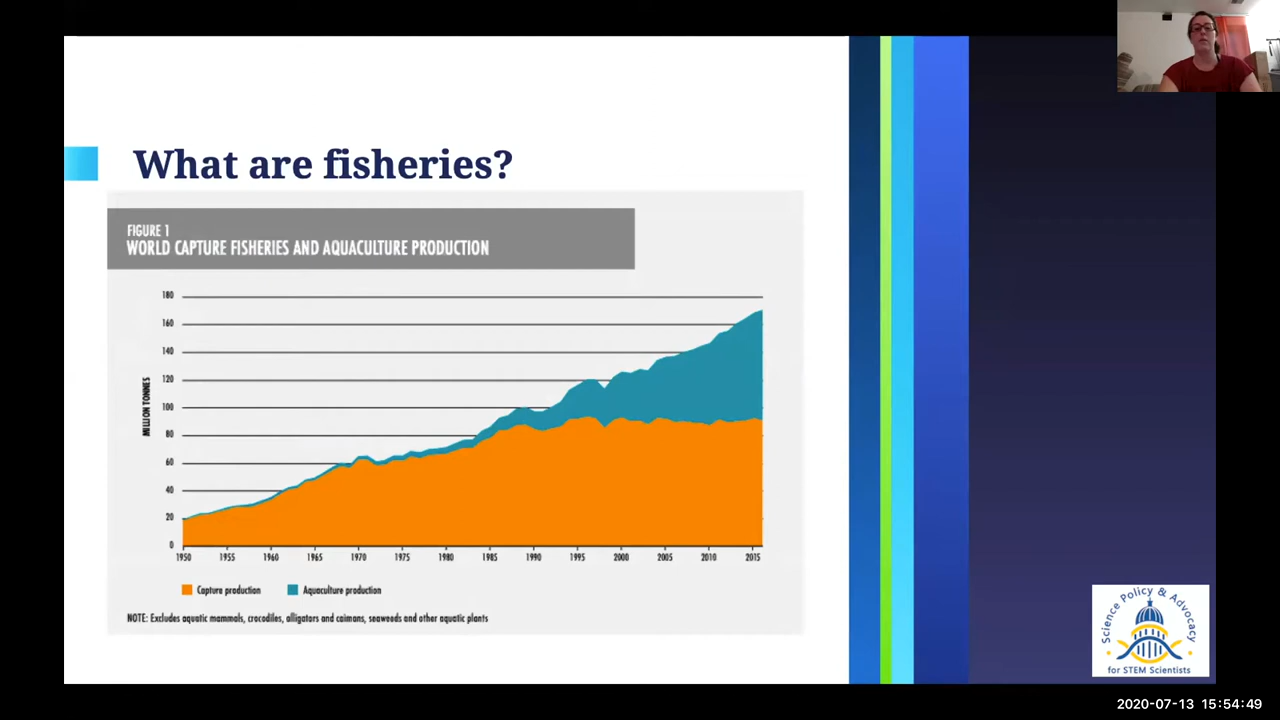 What are fisheries?
FIGURE 1
WORLD CAPTURE FISHERIES AND AQUACULTURE PRODUCTION
180
160
140
120
100
80
60
40
20
0
MILLION TONNES
1950 1955 1960 1965 1970 1975 1980 1985 1990 1995 2000 2005 2010 2015
Capture production Aquaculture production
NOTE: Excludes aquatic mammals, crocodiles, alligators and caimans, seaweeds and other aquatic plants
Science Policy & Advocacy
for STEM Scientists
2020-07-13 15:54:49